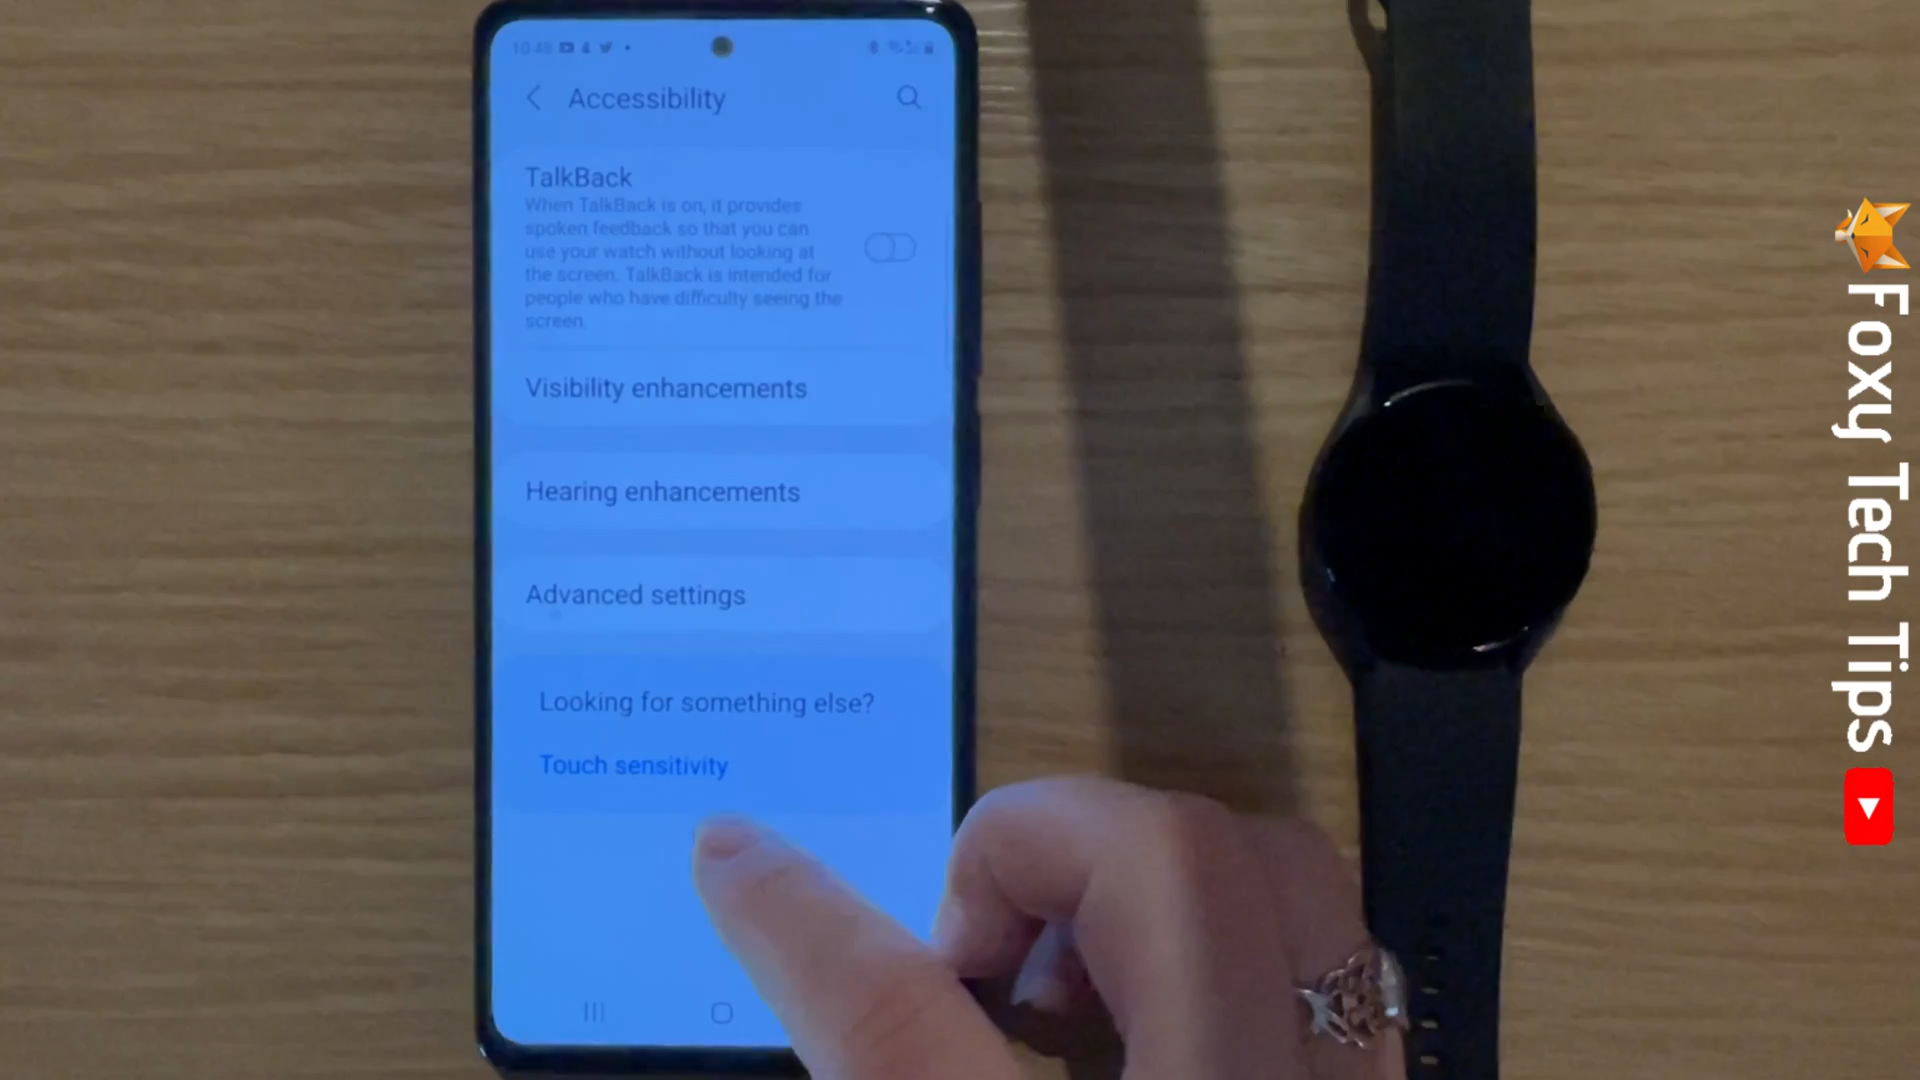 10:48
Accessibility
TalkBack
When TalkBack is on, it provides
spoken feedback so that you can
use your watch without looking at
the screen. TalkBack is intended for
people who have difficulty seeing the
screen.
Visibility enhancements
Hearing enhancements
Advanced settings
Looking for something else?
Touch sensitivity
Foxy Tech Tips